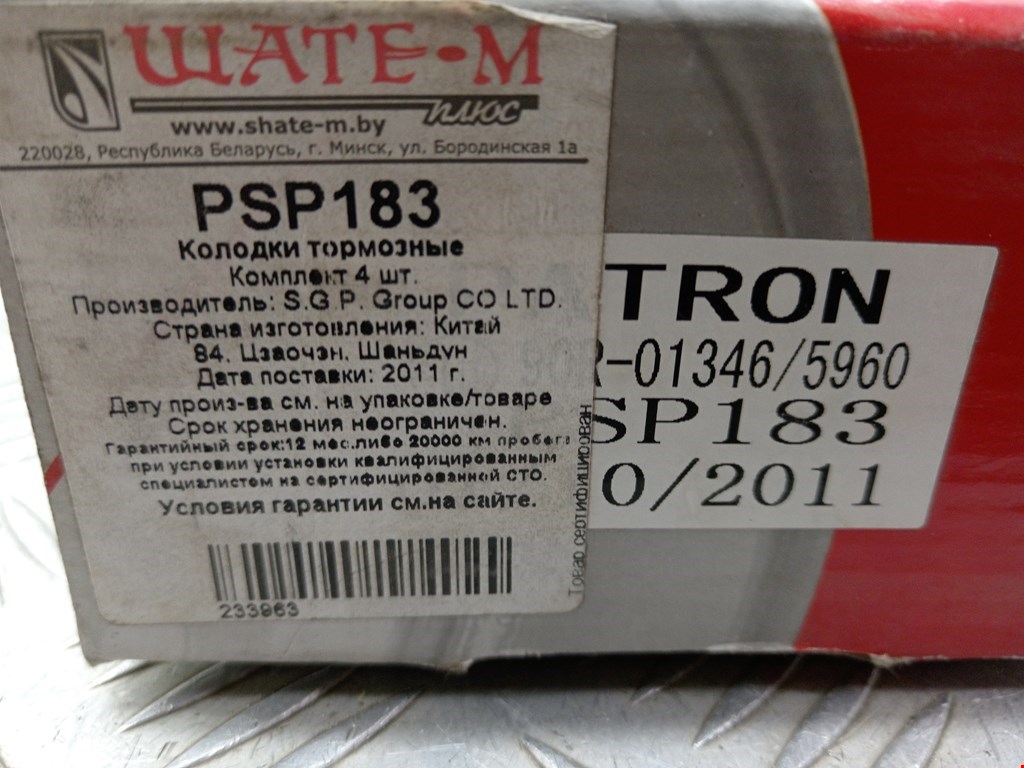 ШАТЕ-М
плюс
www.shate-m.by
220028, Республика Беларусь, г. Минск, ул. Бородинская 1а
PSP183
Колодки тормозные
Комплект 4 шт.
Производитель: S.G.P. Group CO LTD.
Страна изготовления: Китай
84, Цзаочэн, Шаньдун
Дата поставки: 2011 г.
Дату произ-ва см. на упаковке/товаре
Срок хранения неограничен.
Гарантийный срок:12 мес.либо 20000 км пробега
при условии установки квалифицированным
специалистом на сертифицированной СТО.
Условия гарантии см.на сайте.
233963
Товар сертифицирован
TRON
R-01346/5960
SP183
0/2011